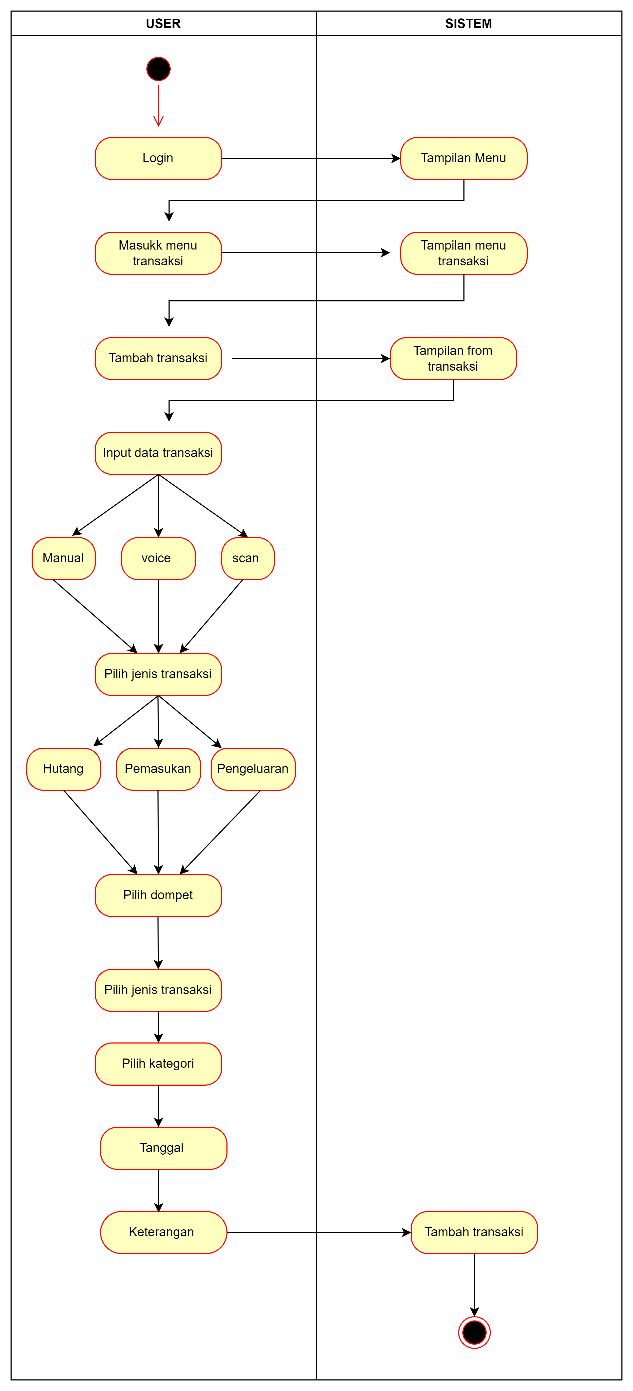 USER
SISTEM
Login
Tampilan Menu
Masukk menu
transaksi
Tampilan menu
transaksi
Tambah transaksi
Tampilan from
transaksi
Input data transaksi
Manual
voice
scan
Pilih jenis transaksi
Hutang
Pemasukan
Pengeluaran
Pilih dompet
Pilih jenis transaksi
Pilih kategori
Tanggal
Keterangan
Tambah transaksi